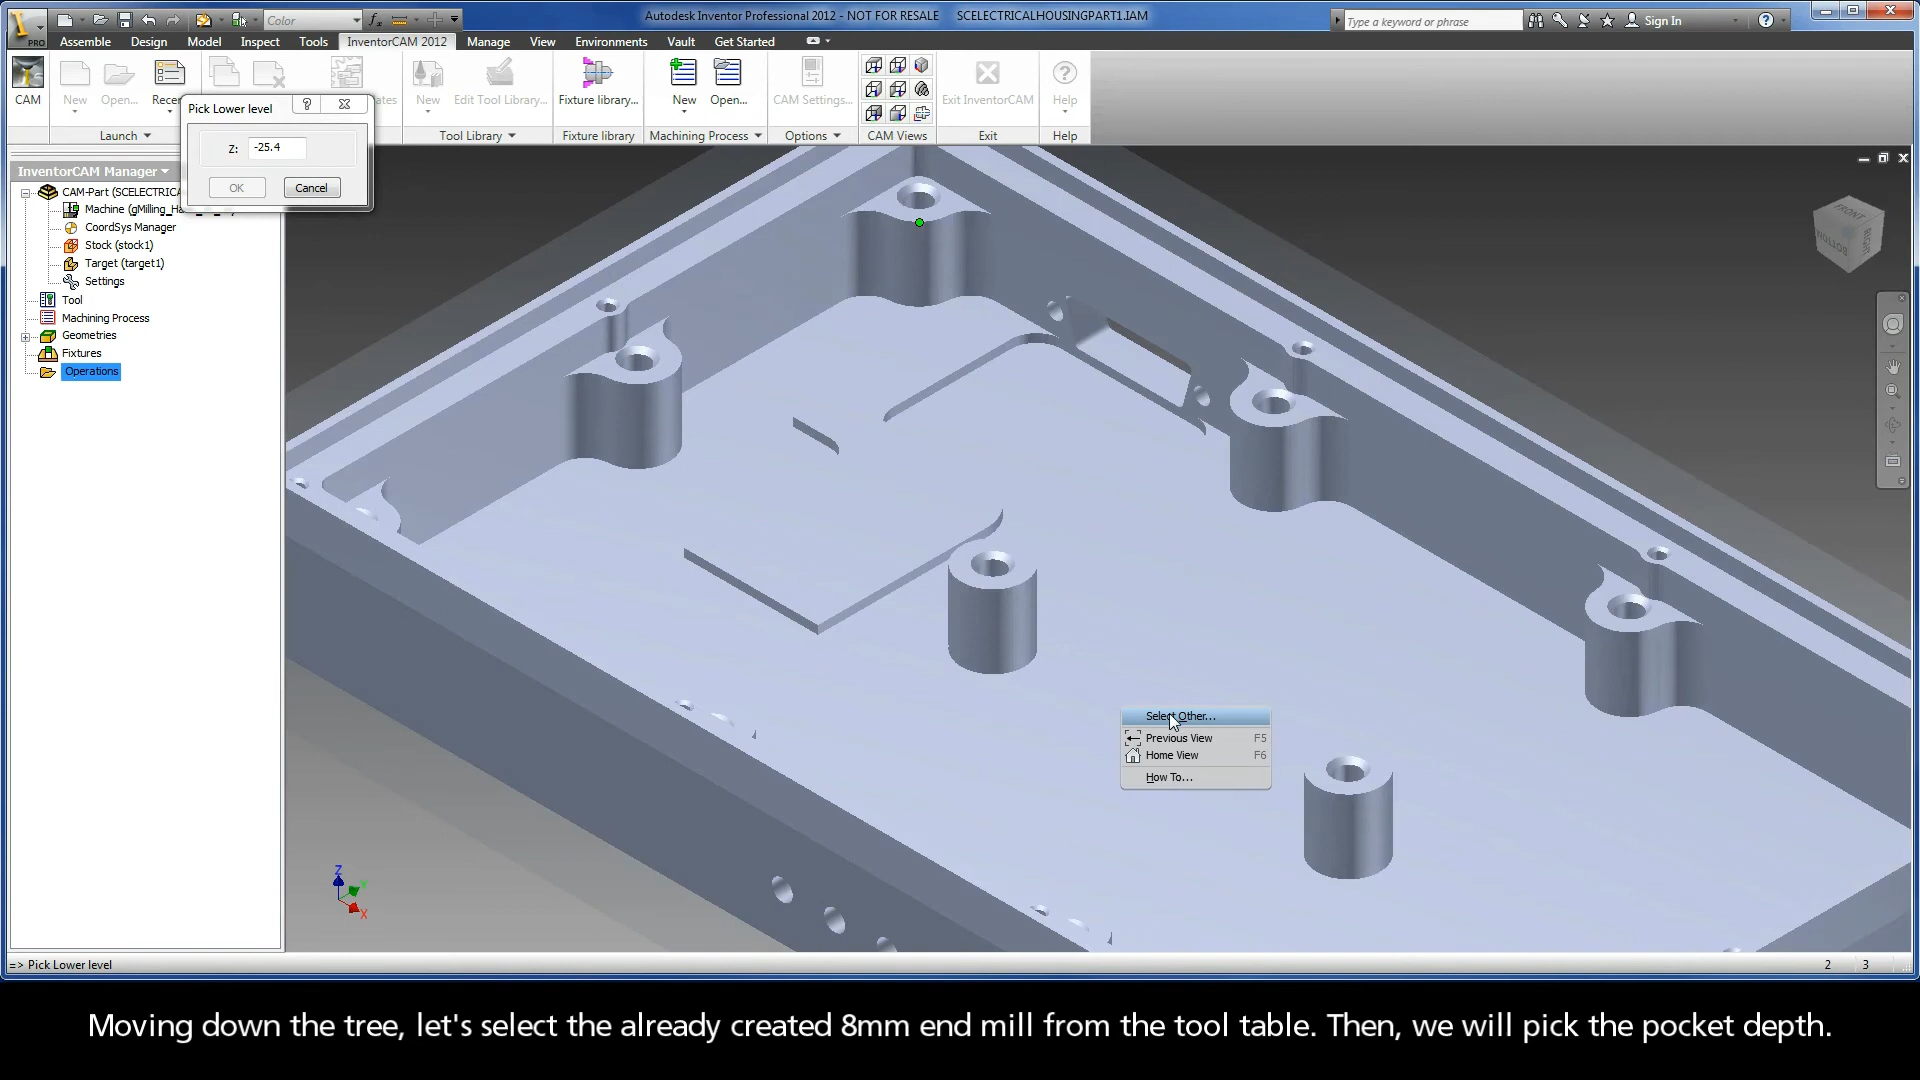 Autodesk Inventor Professional 2012 - NOT FOR RESALE SCELECTRICALHOUSINGPART1.IAM
Color
Type a keyword or phrase
Sign In
PRO
Assemble Design Model Inspect Tools InventorCAM 2012 Manage View Environments Vault Get Started
CAM New Open... New Edit Tool Library... Fixture library... New Open... CAM Settings... Exit InventorCAM Help
Launch Tool Library Fixture library Machining Process Options CAM Views Exit Help
Pick Lower level
Z: -25.4
OK Cancel
InventorCAM Manager
CAM-Part (SCELECTRICA
Machine
CoordSys Manager
Stock (stock1)
Target (target1)
Settings
Tool
Machining Process
Geometries
Fixtures
Operations
FRONT
RIGHT
BOTTOM
Select Other...
Previous View F5
Home View F6
How To...
Z
Y
X
=> Pick Lower level
2 3
Moving down the tree, let's select the already created 8mm end mill from the tool table. Then, we will pick the pocket depth.